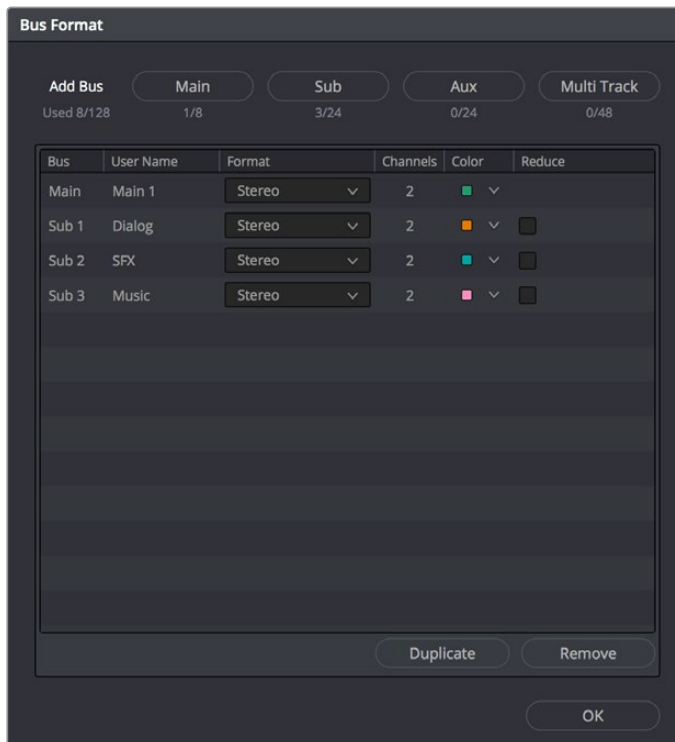 Bus Format
Add Bus Main Sub Aux Multi Track
Used 8/128 1/8 3/24 0/24 0/48
Bus User Name Format Channels Color Reduce
Main Main 1 Stereo 2
Sub 1 Dialog Stereo 2
Sub 2 SFX Stereo 2
Sub 3 Music Stereo 2
Duplicate Remove
OK